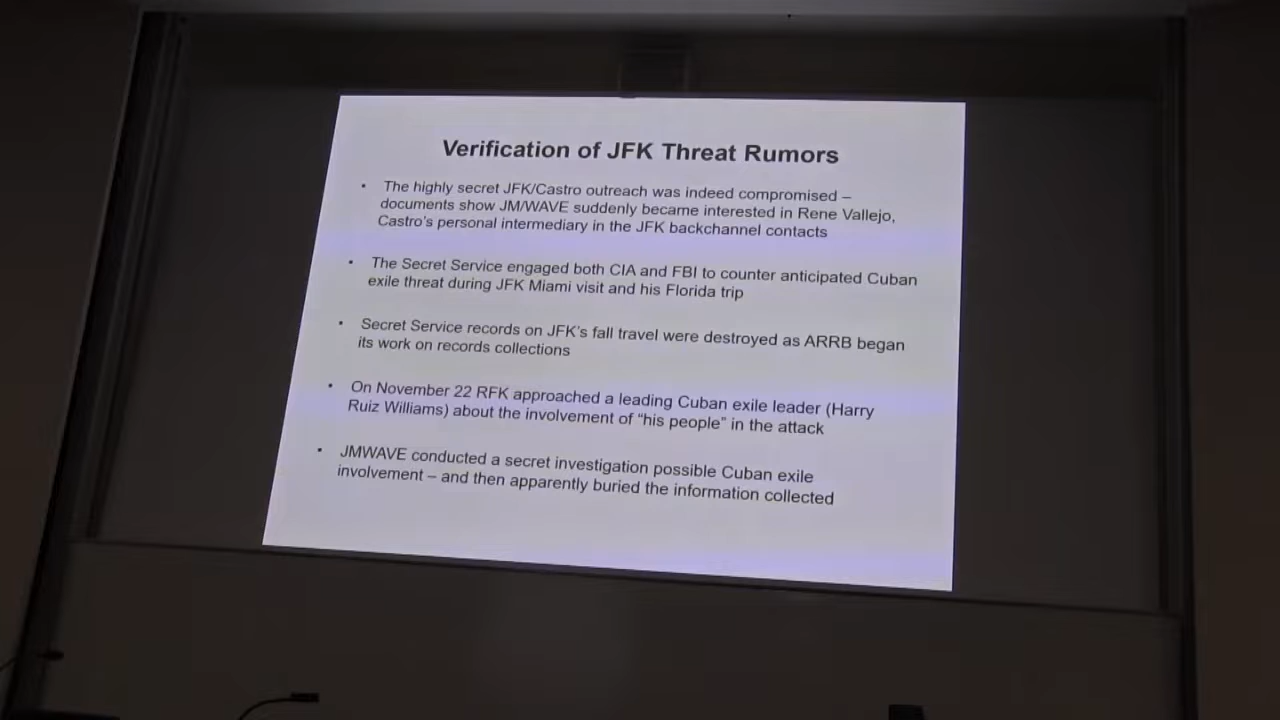 Verification of JFK Threat Rumors
• The highly secret JFK/Castro outreach was indeed compromised –
documents show JM/WAVE suddenly became interested in Rene Vallejo,
Castro's personal intermediary in the JFK backchannel contacts
• The Secret Service engaged both CIA and FBI to counter anticipated Cuban
exile threat during JFK Miami visit and his Florida trip
• Secret Service records on JFK's fall travel were destroyed as ARRB began
its work on records collections
• On November 22 RFK approached a leading Cuban exile leader (Harry
Ruiz Williams) about the involvement of “his people” in the attack
• JMWAVE conducted a secret investigation possible Cuban exile
involvement – and then apparently buried the information collected